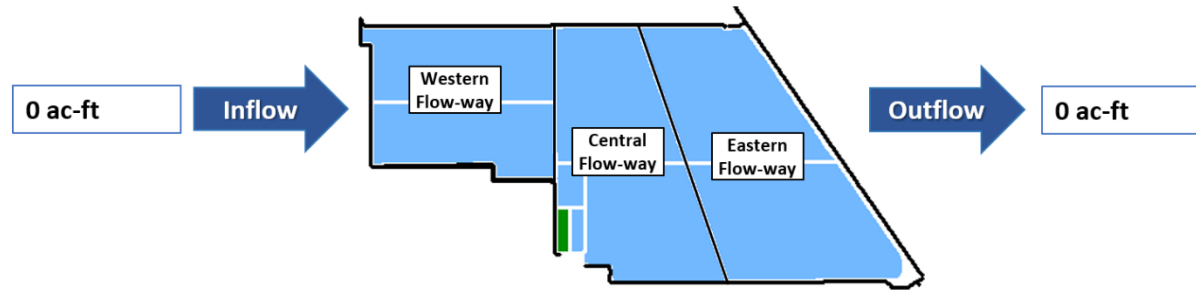 0 ac-ft
Inflow
Western
Flow-way
Central
Flow-way
Eastern
Flow-way
Outflow
0 ac-ft